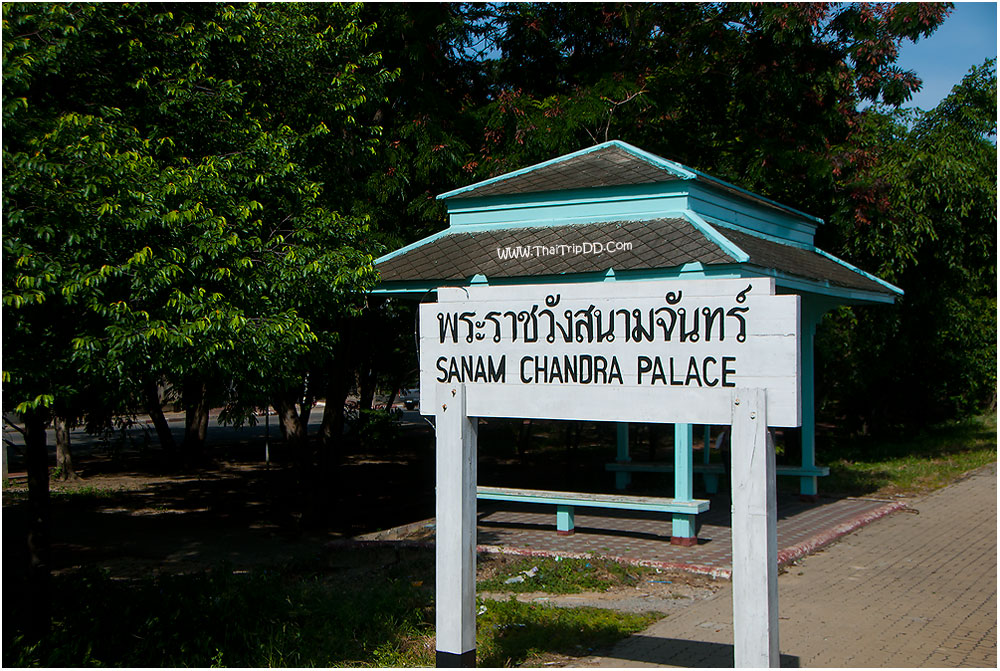 www.ThaiTripDD.Com
พระราชวังสนามจันทร์
SANAM CHANDRA PALACE